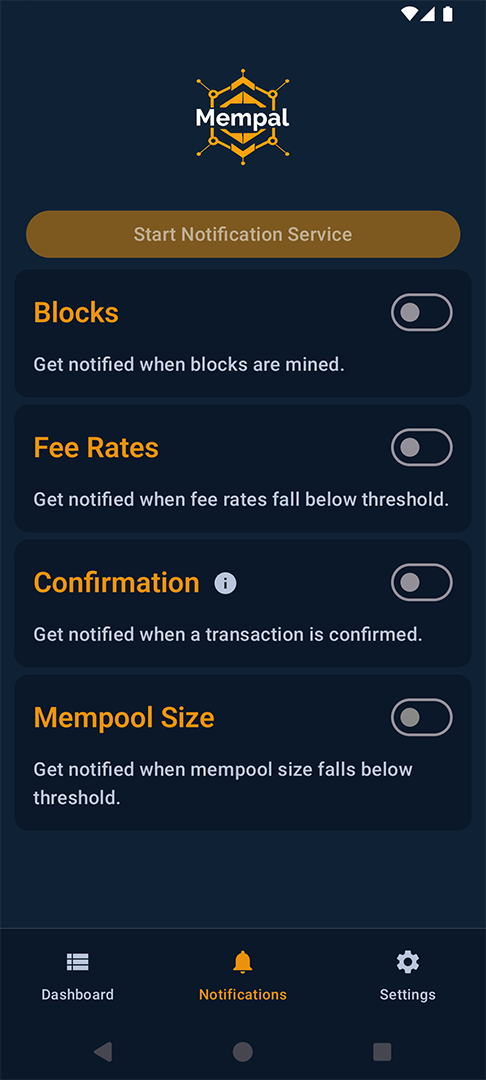 Mempal
Start Notification Service
Blocks
Get notified when blocks are mined.
Fee Rates
Get notified when fee rates fall below threshold.
Confirmation
Get notified when a transaction is confirmed.
Mempool Size
Get notified when mempool size falls below
threshold.
Dashboard
Notifications
Settings